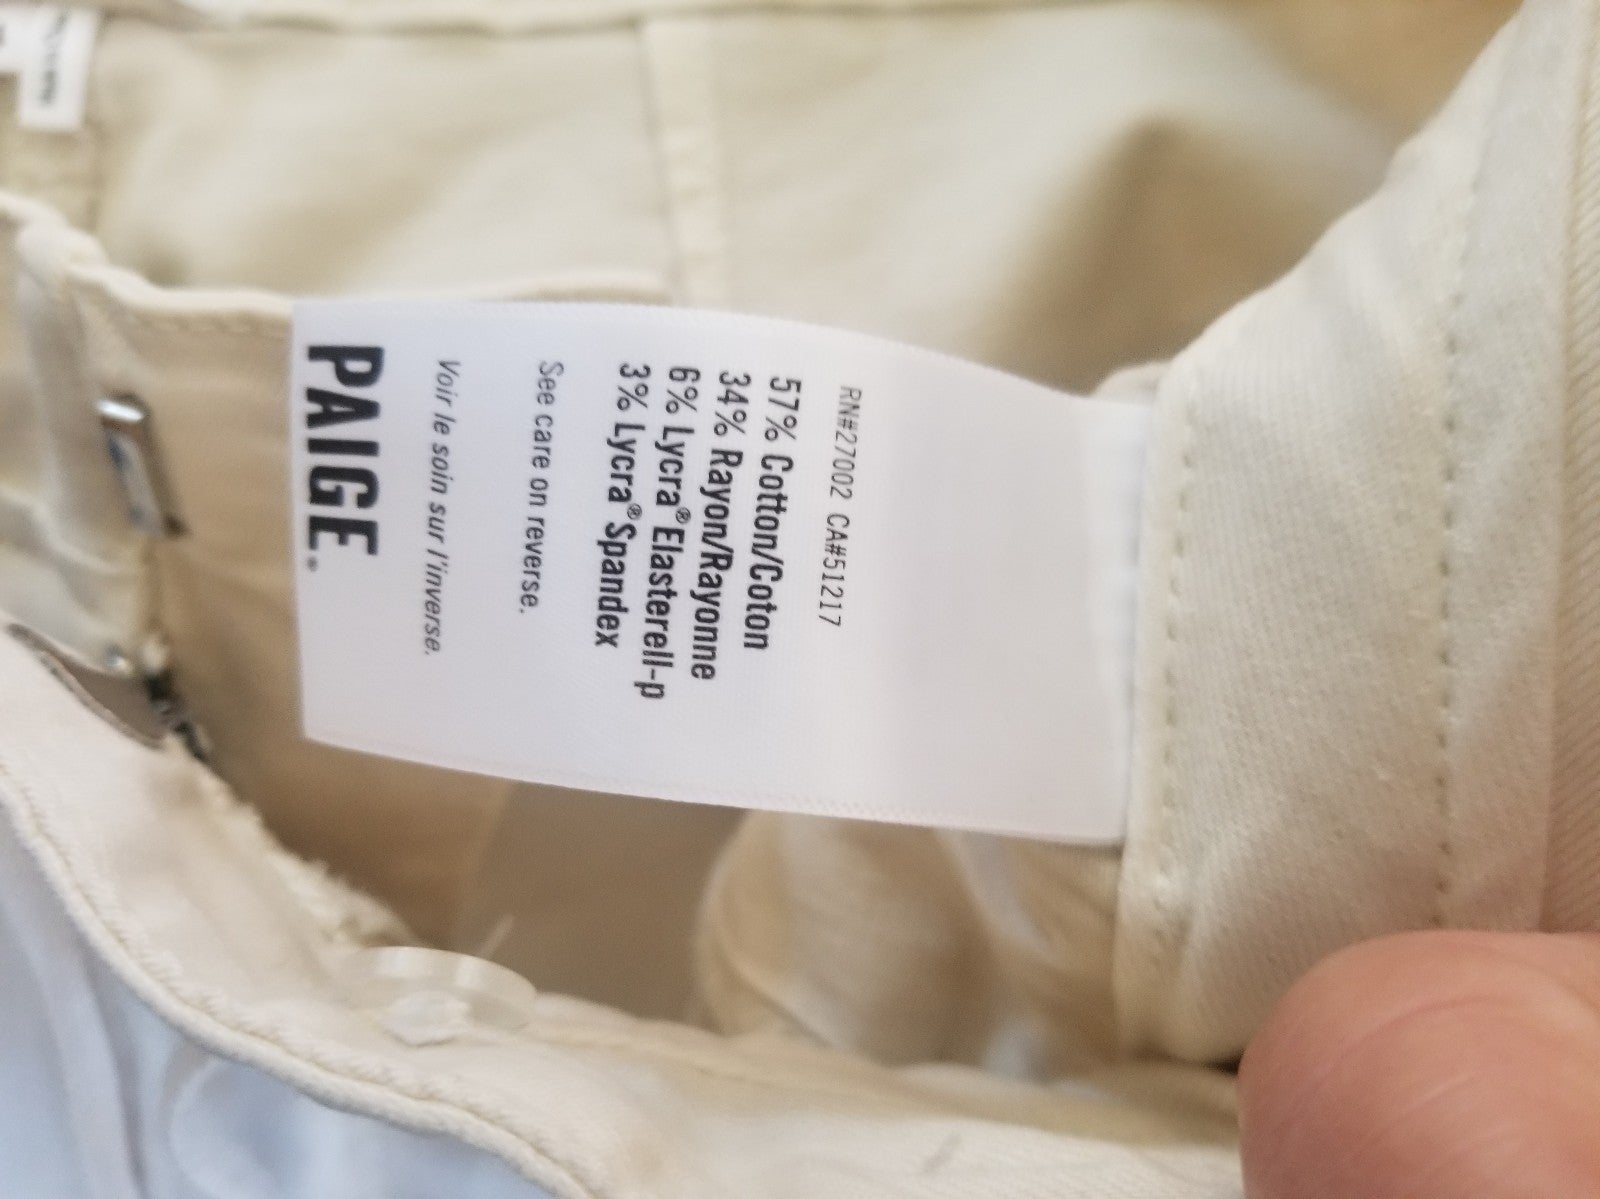 RN#27002 CA#51217
57% Cotton/Coton
34% Rayon/Rayonne
6% Lycra® Elasterell-p
3% Lycra® Spandex
See care on reverse.
Voir le soin sur l'inverse.
PAIGE®